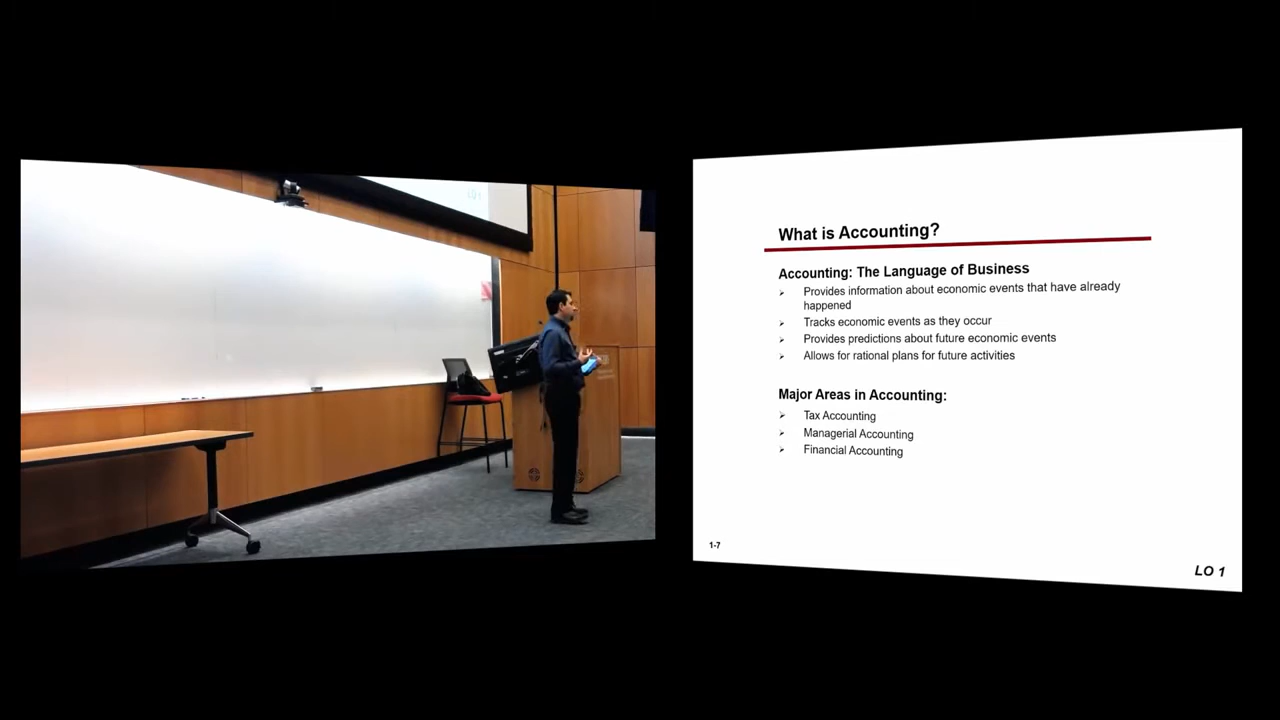 What is Accounting?
Accounting: The Language of Business
➢ Provides information about economic events that have already
happened
➢ Tracks economic events as they occur
➢ Provides predictions about future economic events
➢ Allows for rational plans for future activities
Major Areas in Accounting:
➢ Tax Accounting
➢ Managerial Accounting
➢ Financial Accounting
1-7
LO 1